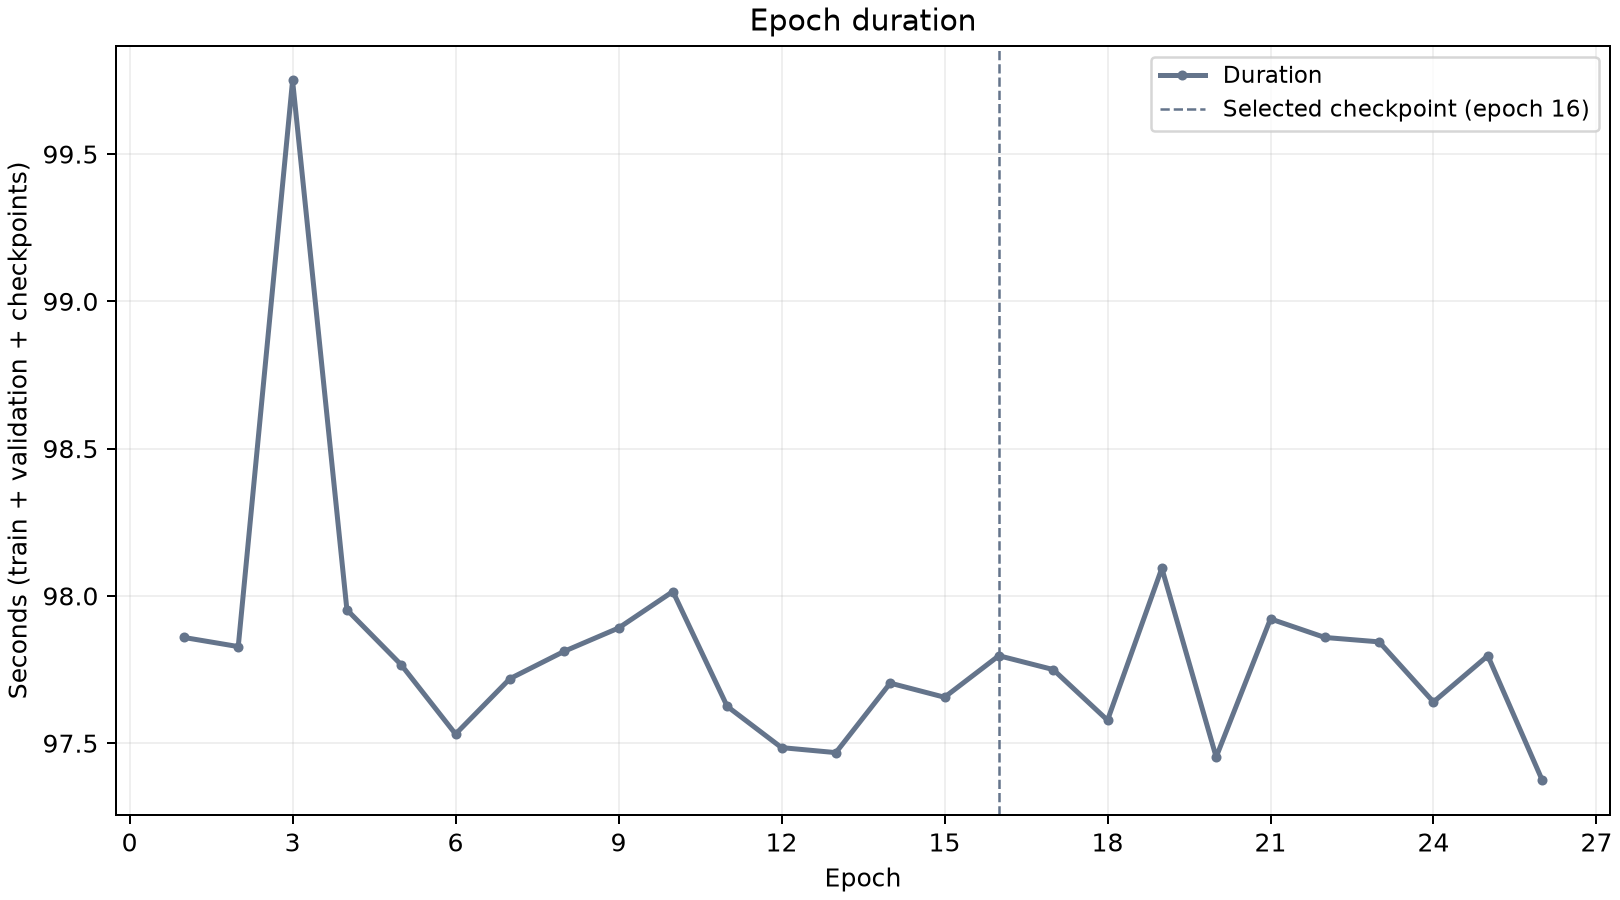 Epoch duration
Duration
Selected checkpoint (epoch 16)
Seconds (train + validation + checkpoints)
99.5
99.0
98.5
98.0
97.5
0 3 6 9 12 15 18 21 24 27
Epoch